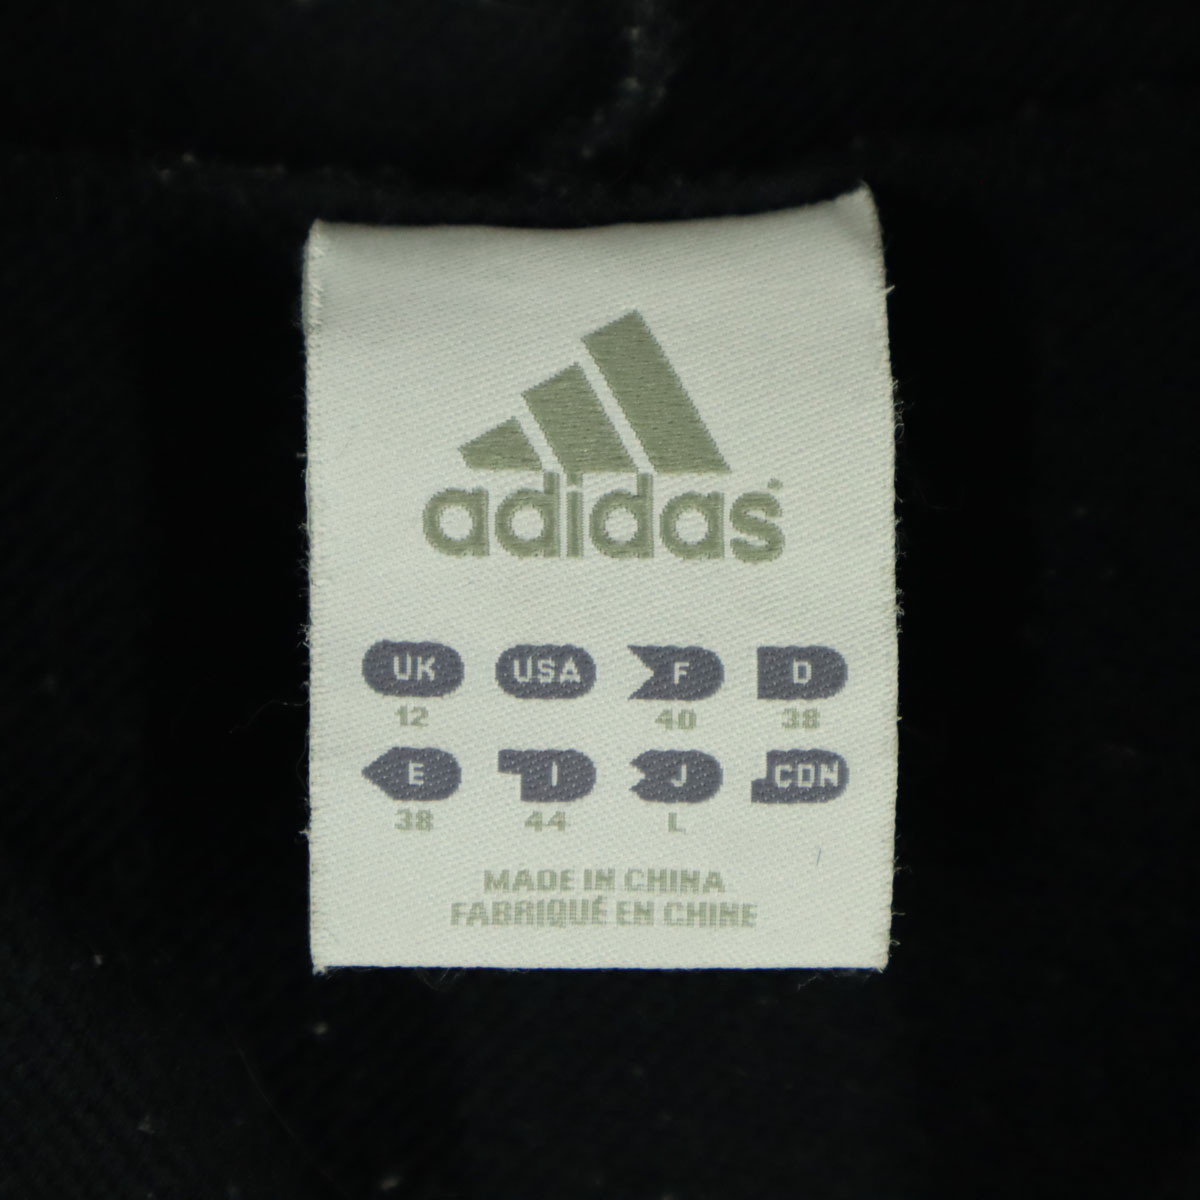 adidas
UK USA F D
12 40 38
E I J CDN
38 44 L
MADE IN CHINA
FABRIQUÉ EN CHINE